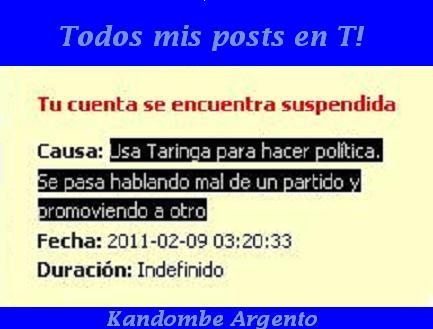 Todos mis posts en T!
Tu cuenta se encuentra suspendida
Causa: Usa Taringa para hacer política.
Se pasa hablando mal de un partido y
promoviendo a otro
Fecha: 2011-02-09 03:20:33
Duración: Indefinido
Kandombe Argento